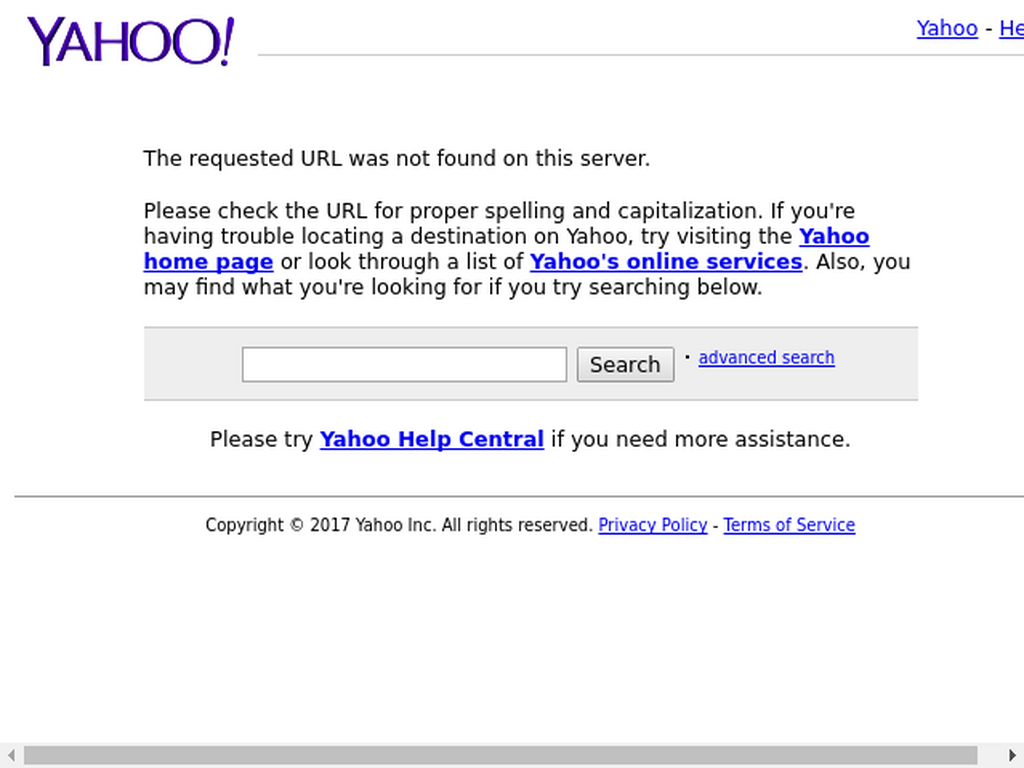 YAHOO!
Yahoo - He
The requested URL was not found on this server.
Please check the URL for proper spelling and capitalization. If you're
having trouble locating a destination on Yahoo, try visiting the Yahoo
home page or look through a list of Yahoo's online services. Also, you
may find what you're looking for if you try searching below.
Search · advanced search
Please try Yahoo Help Central if you need more assistance.
Copyright © 2017 Yahoo Inc. All rights reserved. Privacy Policy - Terms of Service